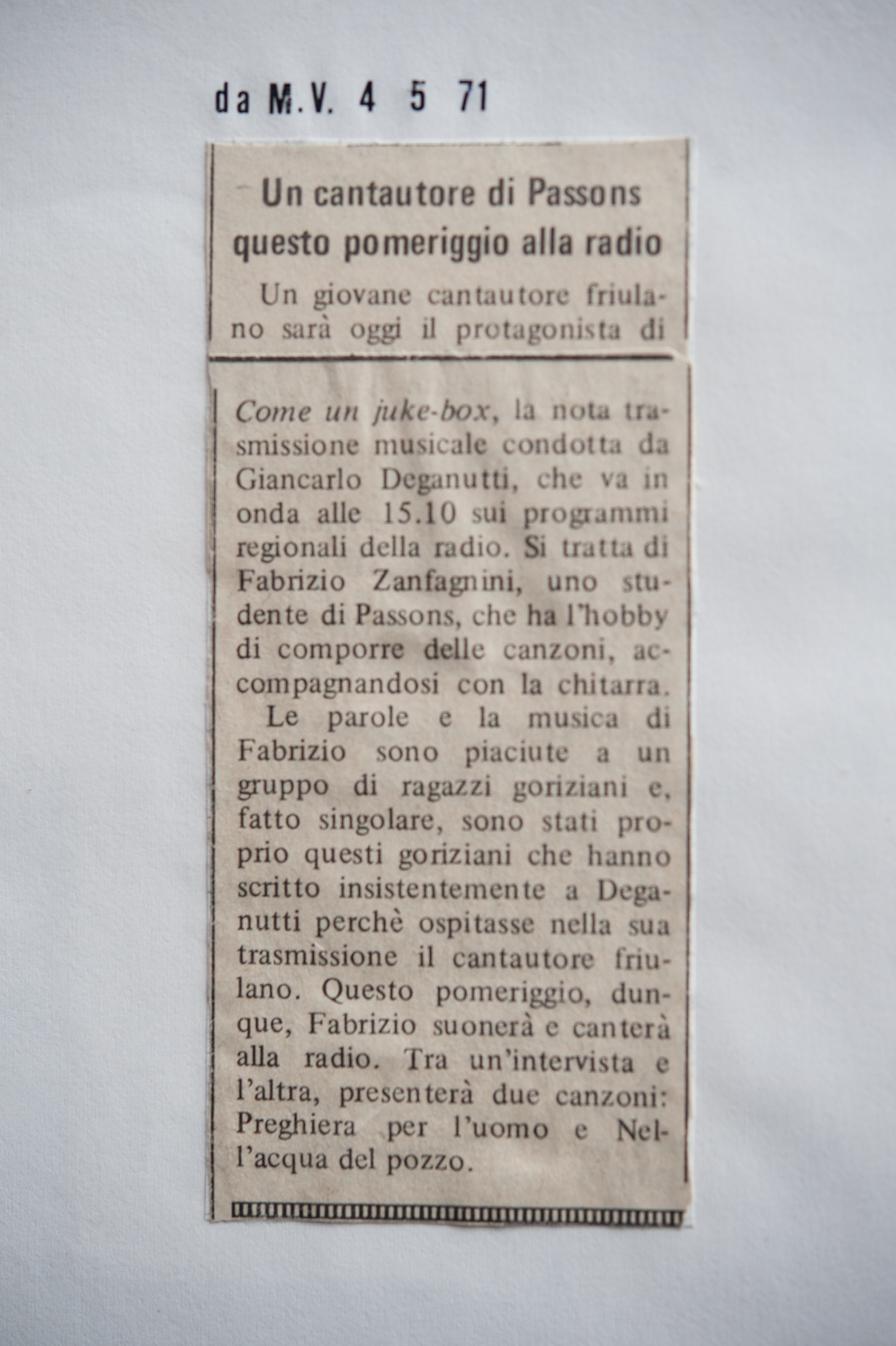 da M.V. 4 5 71
Un cantautore di Passons
questo pomeriggio alla radio
Un giovane cantautore friula-
no sarà oggi il protagonista di
Come un juke-box, la nota tra-
smissione musicale condotta da
Giancarlo Deganutti, che va in
onda alle 15.10 sui programmi
regionali della radio. Si tratta di
Fabrizio Zanfagnini, uno stu-
dente di Passons, che ha l'hobby
di comporre delle canzoni, ac-
compagnandosi con la chitarra.
Le parole e la musica di
Fabrizio sono piaciute a un
gruppo di ragazzi goriziani e,
fatto singolare, sono stati pro-
prio questi goriziani che hanno
scritto insistentemente a Dega-
nutti perchè ospitasse nella sua
trasmissione il cantautore friu-
lano. Questo pomeriggio, dun-
que, Fabrizio suonerà e canterà
alla radio. Tra un'intervista e
l'altra, presenterà due canzoni:
Preghiera per l'uomo e Nel-
l'acqua del pozzo.